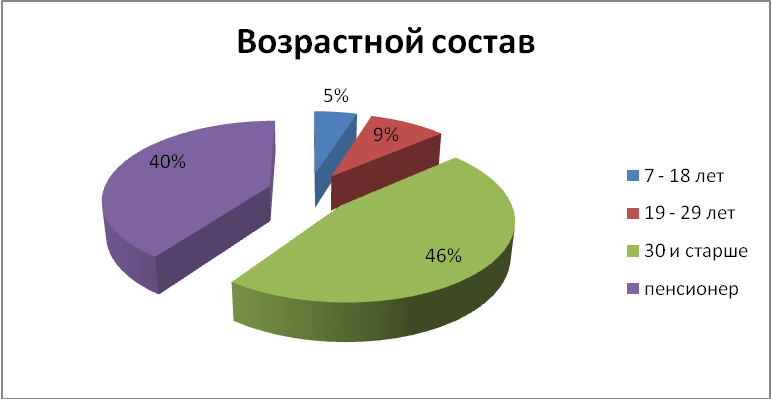 Возрастной состав
5%
9%
40%
46%
7 - 18 лет
19 - 29 лет
30 и старше
пенсионер